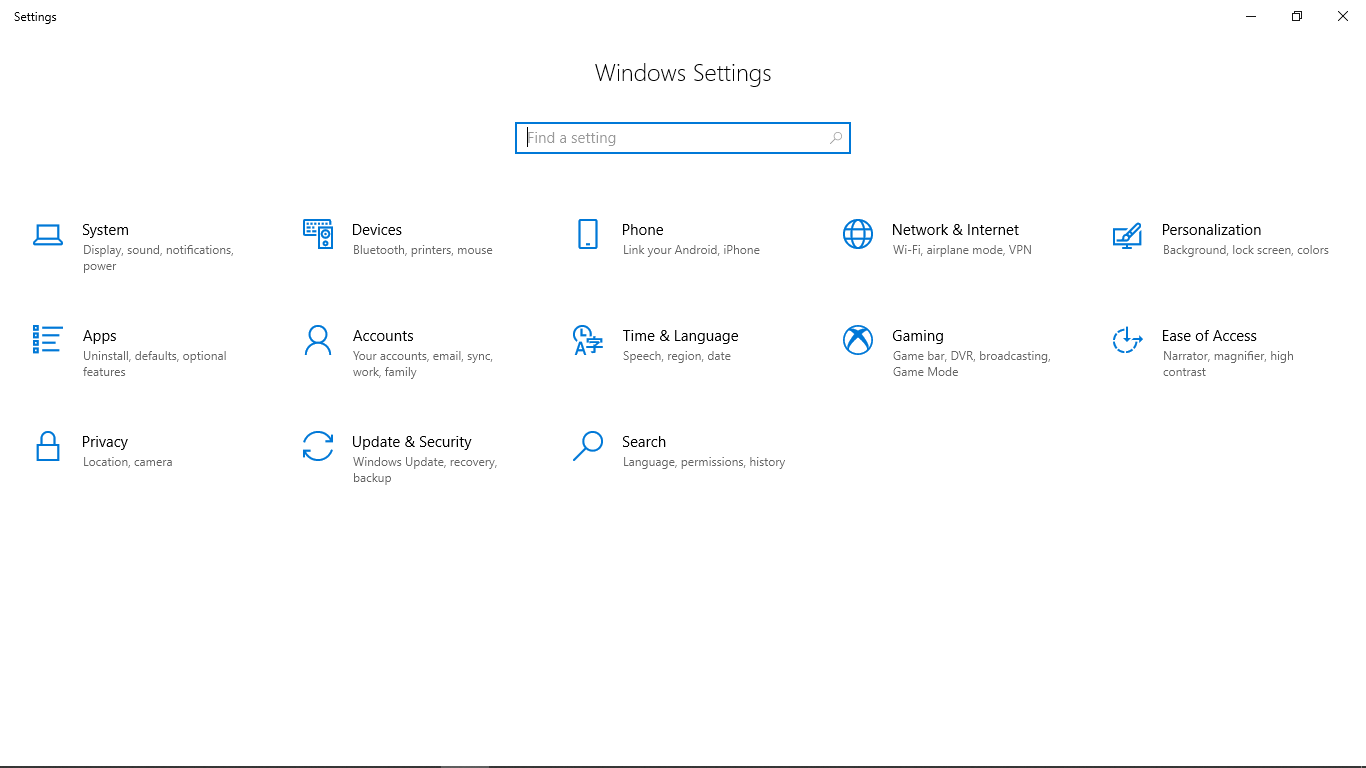 Settings
Windows Settings
Find a setting
System
Display, sound, notifications,
power
Devices
Bluetooth, printers, mouse
Phone
Link your Android, iPhone
Network & Internet
Wi-Fi, airplane mode, VPN
Personalization
Background, lock screen, colors
Apps
Uninstall, defaults, optional
features
Accounts
Your accounts, email, sync,
work, family
Time & Language
Speech, region, date
Gaming
Game bar, DVR, broadcasting,
Game Mode
Ease of Access
Narrator, magnifier, high
contrast
Privacy
Location, camera
Update & Security
Windows Update, recovery,
backup
Search
Language, permissions, history